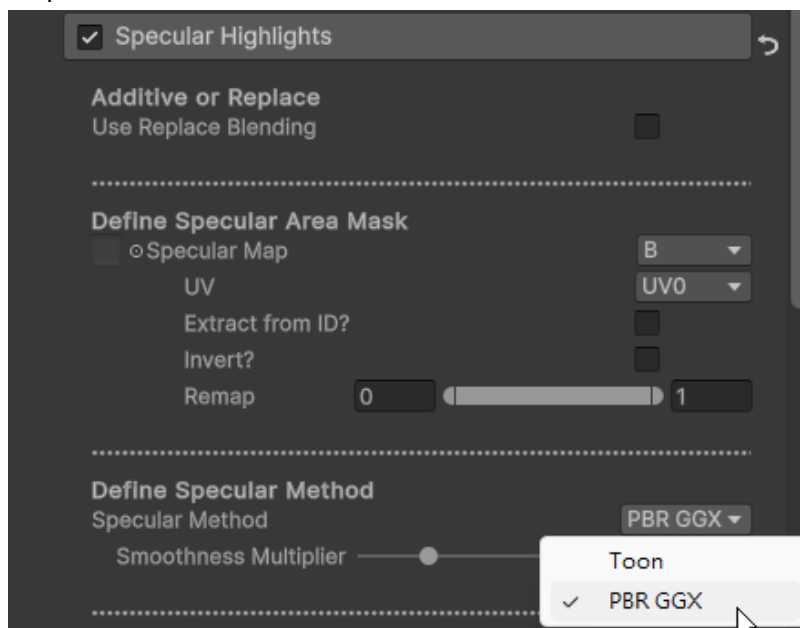 Specular Highlights
Additive or Replace
Use Replace Blending
Define Specular Area Mask
Specular Map B
UV UV0
Extract from ID?
Invert?
Remap 0 1
Define Specular Method
Specular Method PBR GGX
Smoothness Multiplier
Toon
PBR GGX